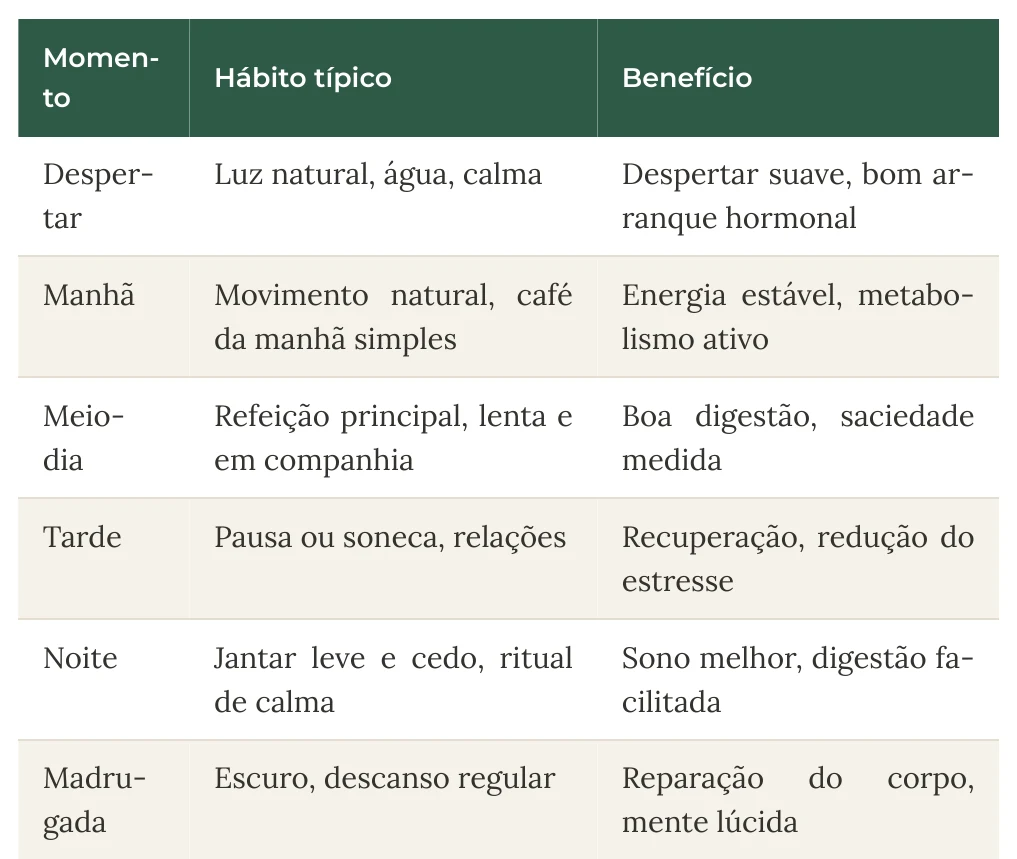 Momen-
to
Hábito típico
Benefício
Desper-
tar
Luz natural, água, calma
Despertar suave, bom ar-
ranque hormonal
Manhã
Movimento natural, café
da manhã simples
Energia estável, metabo-
lismo ativo
Meio-
dia
Refeição principal, lenta e
em companhia
Boa digestão, saciedade
medida
Tarde
Pausa ou soneca, relações
Recuperação, redução do
estresse
Noite
Jantar leve e cedo, ritual
de calma
Sono melhor, digestão fa-
cilitada
Madru-
gada
Escuro, descanso regular
Reparação do corpo,
mente lúcida